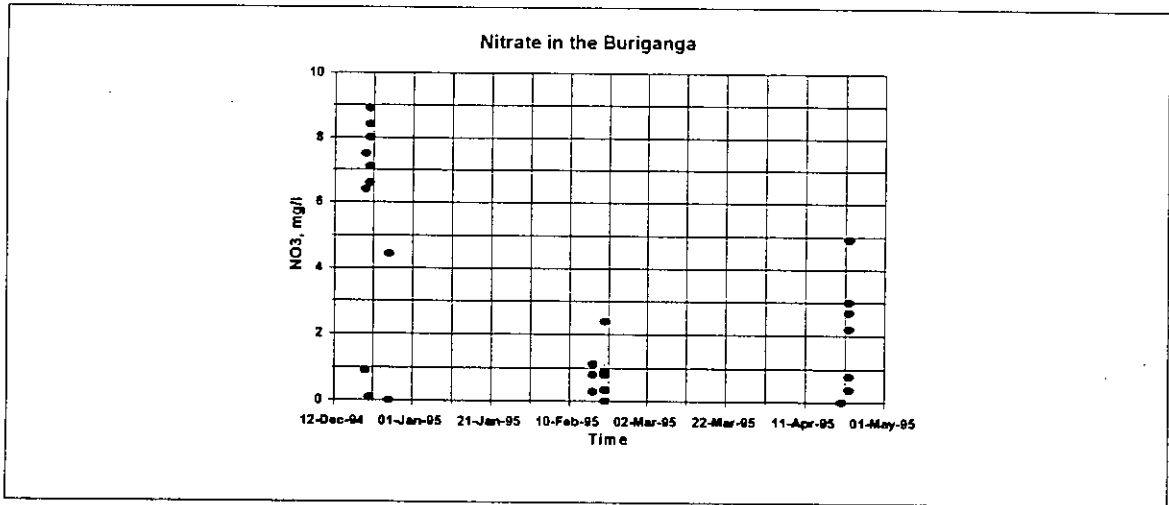 Nitrate in the Buriganga
NO3, mg/l
10
8
6
4
2
0
12-Dec-94 01-Jan-95 21-Jan-95 10-Feb-95 02-Mar-95 22-Mar-95 11-Apr-95 01-May-95
Time